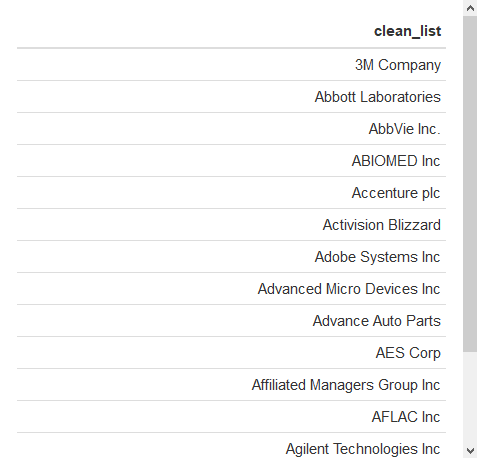 clean_list
3M Company
Abbott Laboratories
AbbVie Inc.
ABIOMED Inc
Accenture plc
Activision Blizzard
Adobe Systems Inc
Advanced Micro Devices Inc
Advance Auto Parts
AES Corp
Affiliated Managers Group Inc
AFLAC Inc
Agilent Technologies Inc